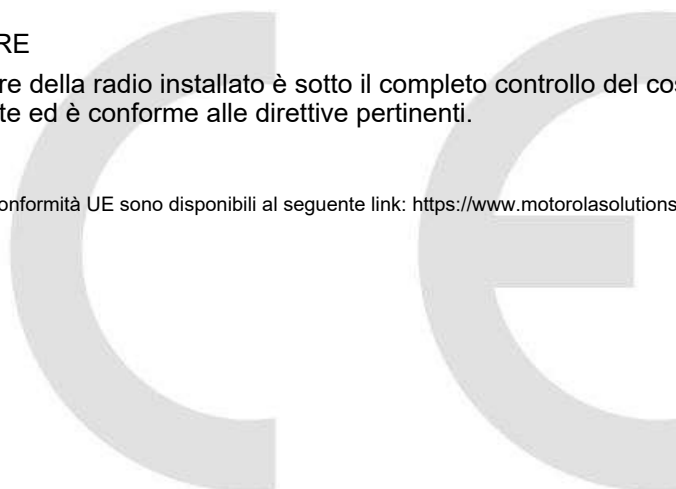 RE
re della radio installato è sotto il completo controllo del cos
te ed è conforme alle direttive pertinenti.
onformità UE sono disponibili al seguente link: https://www.motorolasolutions